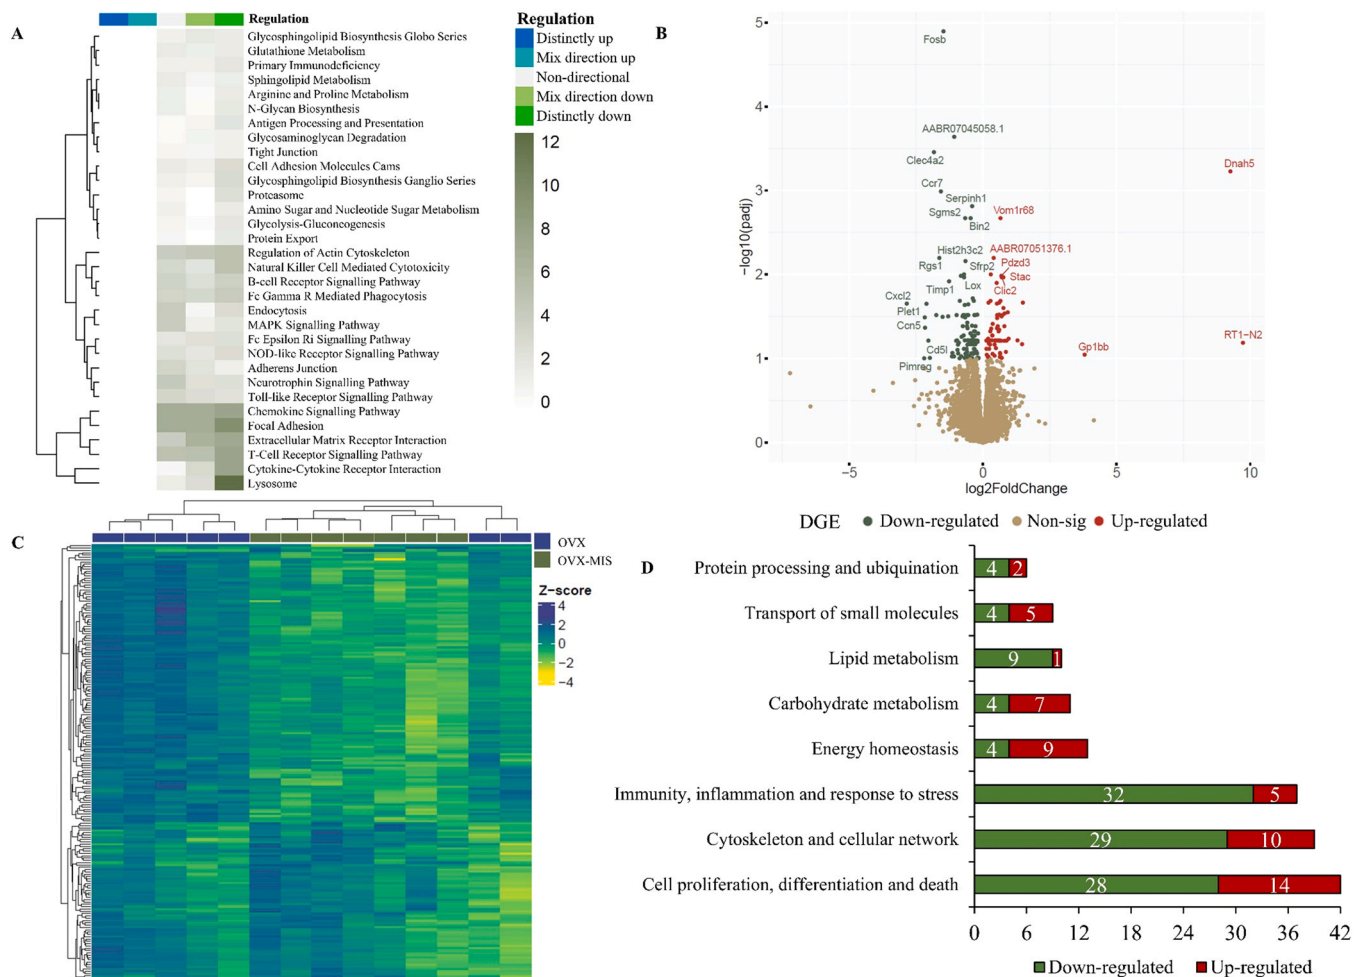 A
Regulation
Glycosphingolipid Biosynthesis Globo Series
Glutathione Metabolism
Primary Immunodeficiency
Sphingolipid Metabolism
Arginine and Proline Metabolism
N-Glycan Biosynthesis
Antigen Processing and Presentation
Glycosaminoglycan Degradation
Tight Junction
Cell Adhesion Molecules Cams
Glycosphingolipid Biosynthesis Ganglio Series
Proteasome
Amino Sugar and Nucleotide Sugar Metabolism
Glycolysis-Gluconeogenesis
Protein Export
Regulation of Actin Cytoskeleton
Natural Killer Cell Mediated Cytotoxicity
B-cell Receptor Signalling Pathway
Fc Gamma R Mediated Phagocytosis
Endocytosis
MAPK Signalling Pathway
Fc Epsilon Ri Signalling Pathway
NOD-like Receptor Signalling Pathway
Adherens Junction
Neurotrophin Signalling Pathway
Toll-like Receptor Signalling Pathway
Chemokine Signalling Pathway
Focal Adhesion
Extracellular Matrix Receptor Interaction
T-Cell Receptor Signalling Pathway
Cytokine-Cytokine Receptor Interaction
Lysosome
Regulation
Distinctly up
Mix direction up
Non-directional
Mix direction down
Distinctly down
12
10
8
6
4
2
0
B
5
4
3
2
1
0
−log10(padj)
Fosb
AABR07045058.1
Clec4a2
Dnah5
Ccr7
Serpinh1
Sgms2
Vom1r68
Bin2
Hist2h3c2
AABR07051376.1
Rgs1
Sfrp2
Pdzd3
Stac
Timp1
Lox
Clic2
Cxcl2
Plet1
Ccn5
RT1−N2
Cd5l
Gp1bb
Pimreg
−5
0
5
10
log2FoldChange
DGE
Down-regulated
Non-sig
Up-regulated
C
OVX
OVX-MIS
Z−score
4
2
0
−2
−4
D
Protein processing and ubiquination
4 2
Transport of small molecules
4 5
Lipid metabolism
9 1
Carbohydrate metabolism
4 7
Energy homeostasis
4 9
Immunity, inflammation and response to stress
32 5
Cytoskeleton and cellular network
29 10
Cell proliferation, differentiation and death
28 14
0 6 12 18 24 30 36 42
Down-regulated
Up-regulated